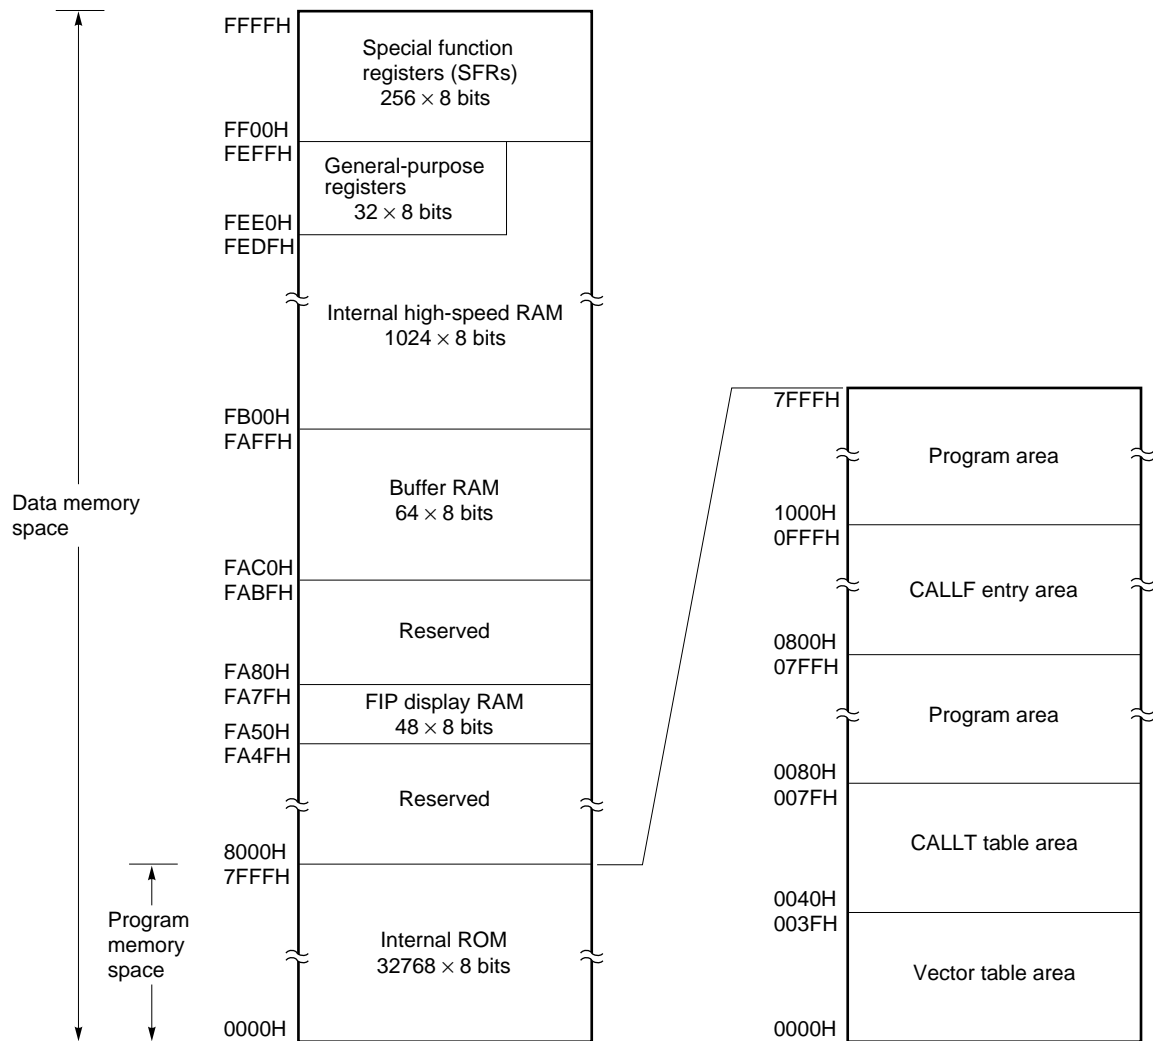 FFFFH
Special function
registers (SFRs)
256 × 8 bits
FF00H
FEFFH
General-purpose
registers
32 × 8 bits
FEE0H
FEDFH
Internal high-speed RAM
1024 × 8 bits
FB00H
FAFFH
Buffer RAM
64 × 8 bits
FAC0H
FABFH
Reserved
FA80H
FA7FH
FIP display RAM
48 × 8 bits
FA50H
FA4FH
Reserved
8000H
7FFFH
Internal ROM
32768 × 8 bits
0000H
Data memory
space
Program
memory
space
7FFFH
Program area
1000H
0FFFH
CALLF entry area
0800H
07FFH
Program area
0080H
007FH
CALLT table area
0040H
003FH
Vector table area
0000H